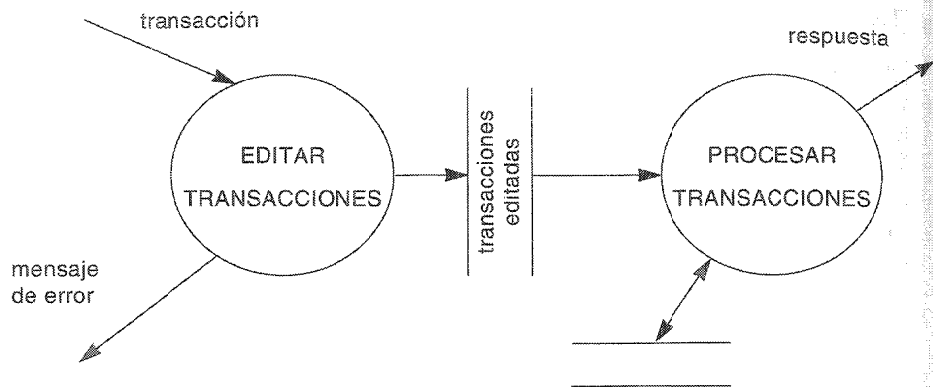 transacción
respuesta
EDITAR
TRANSACCIONES
transacciones
editadas
PROCESAR
TRANSACCIONES
mensaje
de error